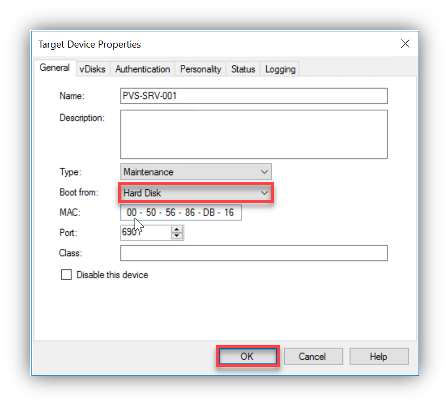 Target Device Properties
General vDisks Authentication Personality Status Logging
Name: PVS-SRV-001
Description:
Type: Maintenance
Boot from: Hard Disk
MAC: 00 - 50 - 56 - 86 - DB - 16
Port: 6901
Class:
Disable this device
OK Cancel Help